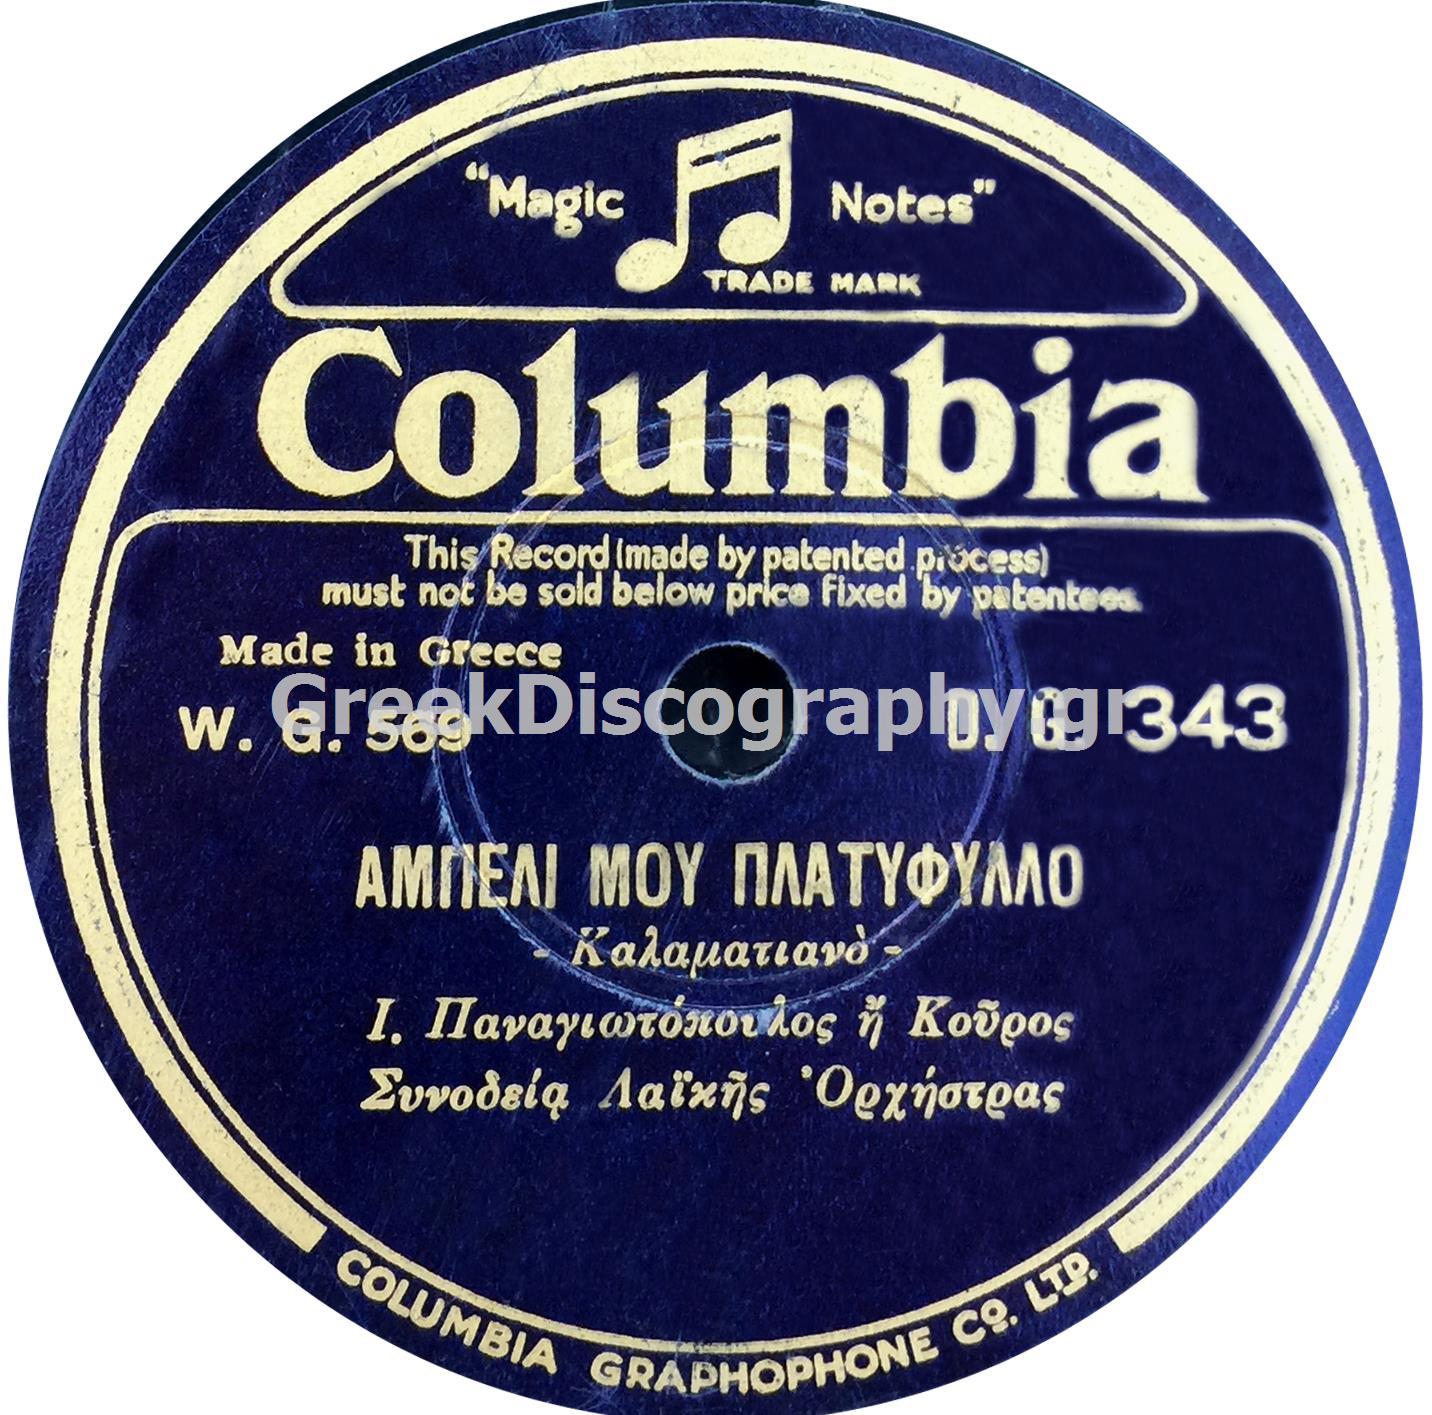 "Magic Notes"
TRADE MARK
Columbia
This Record (made by patented process)
must not be sold below price fixed by patentees.
Made in Greece
GreekDiscography.gr
W. G. 569
D. G. 343
ΑΜΠΕΛΙ ΜΟΥ ΠΛΑΤΥΦΥΛΛΟ
- Καλαματιανὸ -
Ι. Παναγιωτόπουλος ἤ Κοῦρος
Συνοδείᾳ Λαϊκῆς Ὀρχήστρας
COLUMBIA GRAPHOPHONE CO. LTD.